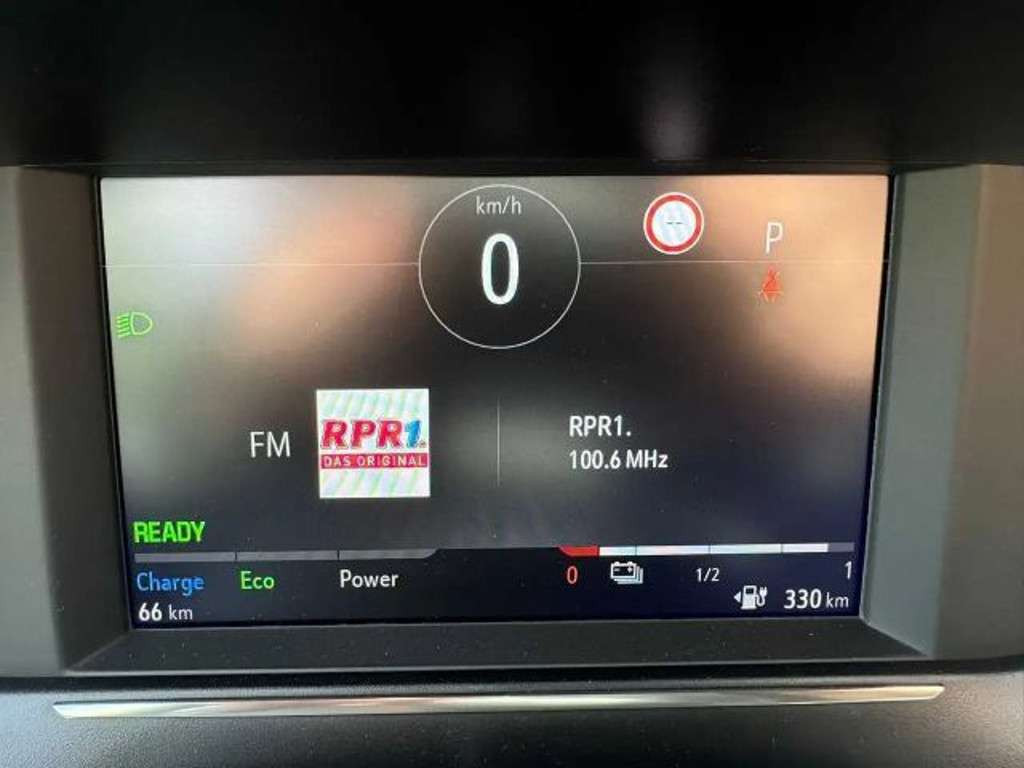 km/h
0
--
P
FM
RPR1.
DAS ORIGINAL
RPR1.
100.6 MHz
READY
Charge Eco Power
0 1/2 1
66 km
330 km